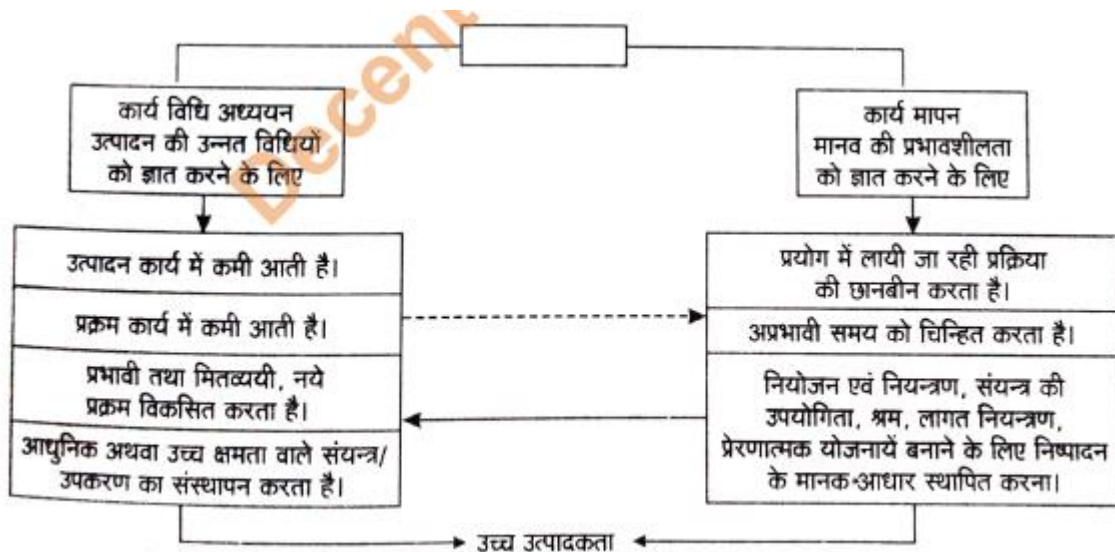 Decent
कार्य विधि अध्ययन
उत्पादन की उन्नत विधियों
को ज्ञात करने के लिए
कार्य मापन
मानव की प्रभावशीलता
को ज्ञात करने के लिए
उत्पादन कार्य में कमी आती है।
प्रक्रम कार्य में कमी आती है।
प्रभावी तथा मितव्ययी, नये
प्रक्रम विकसित करता है।
आधुनिक अथवा उच्च क्षमता वाले संयन्त्र/
उपकरण का संस्थापन करता है।
प्रयोग में लायी जा रही प्रक्रिया
की छानबीन करता है।
अप्रभावी समय को चिन्हित करता है।
नियोजन एवं नियन्त्रण, संयन्त्र की
उपयोगिता, श्रम, लागत नियन्त्रण,
प्रेरणात्मक योजनायें बनाने के लिए निष्पादन
के मानक-आधार स्थापित करना।
उच्च उत्पादकता